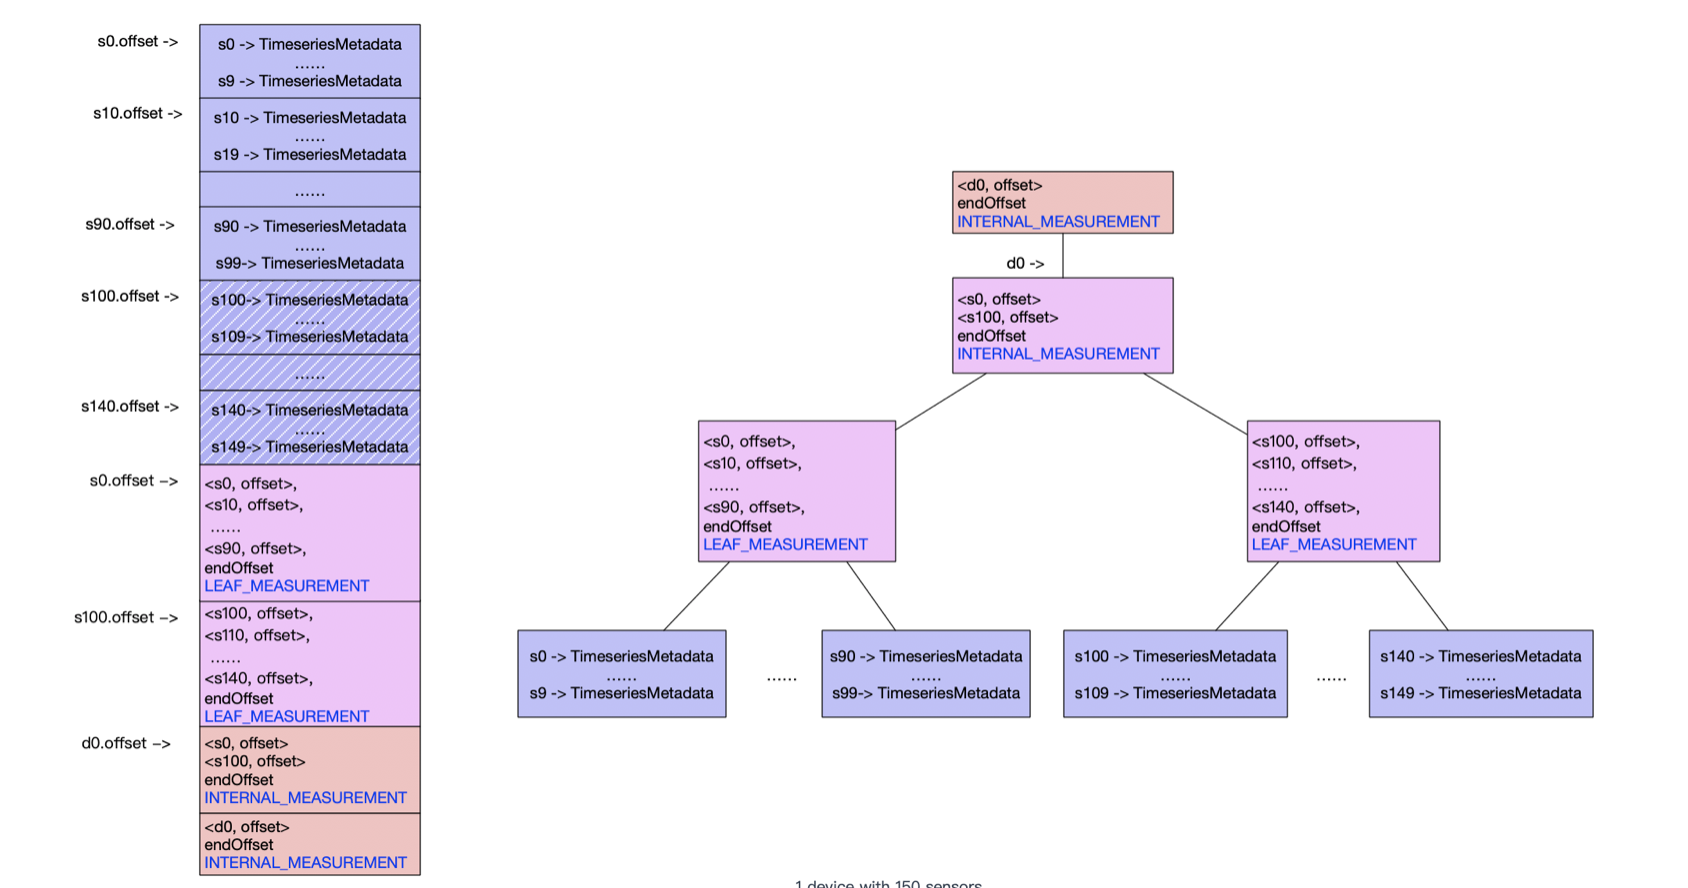 s0.offset ->
s0 -> TimeseriesMetadata
......
s9 -> TimeseriesMetadata
s10.offset ->
s10 -> TimeseriesMetadata
......
s19 -> TimeseriesMetadata
......
s90.offset ->
s90 -> TimeseriesMetadata
......
s99-> TimeseriesMetadata
s100.offset ->
s100-> TimeseriesMetadata
......
s109-> TimeseriesMetadata
......
s140.offset ->
s140-> TimeseriesMetadata
......
s149-> TimeseriesMetadata
s0.offset –>
<s0, offset>,
<s10, offset>,
......
<s90, offset>,
endOffset
LEAF_MEASUREMENT
s100.offset –>
<s100, offset>,
<s110, offset>,
......
<s140, offset>,
endOffset
LEAF_MEASUREMENT
d0.offset –>
<s0, offset>
<s100, offset>
endOffset
INTERNAL_MEASUREMENT
<d0, offset>
endOffset
INTERNAL_MEASUREMENT
<d0, offset>
endOffset
INTERNAL_MEASUREMENT
d0 ->
<s0, offset>
<s100, offset>
endOffset
INTERNAL_MEASUREMENT
<s0, offset>,
<s10, offset>,
......
<s90, offset>,
endOffset
LEAF_MEASUREMENT
<s100, offset>,
<s110, offset>,
......
<s140, offset>,
endOffset
LEAF_MEASUREMENT
s0 -> TimeseriesMetadata
......
s9 -> TimeseriesMetadata
......
s90 -> TimeseriesMetadata
......
s99-> TimeseriesMetadata
s100 -> TimeseriesMetadata
......
s109 -> TimeseriesMetadata
......
s140 -> TimeseriesMetadata
......
s149 -> TimeseriesMetadata
1 device with 150 sensors